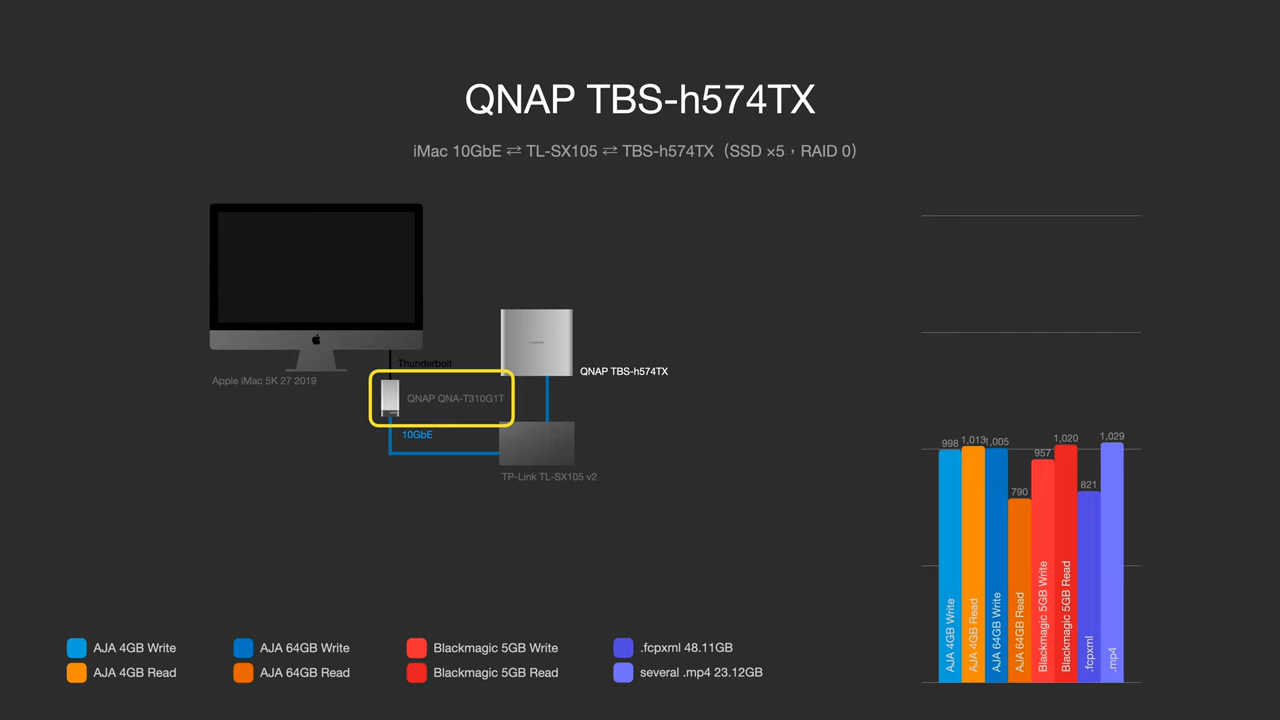 QNAP TBS-h574TX
iMac 10GbE ⇌ TL-SX105 ⇌ TBS-h574TX（SSD ×5，RAID 0）
Thunderbolt
QNAP TBS-h574TX
Apple iMac 5K 27 2019
QNAP QNA-T310G1T
10GbE
TP-Link TL-SX105 v2
998
1,013
1,005
790
957
1,020
821
1,029
AJA 4GB Write
AJA 4GB Read
AJA 64GB Write
AJA 64GB Read
Blackmagic 5GB Write
Blackmagic 5GB Read
.fcpxml
.mp4
AJA 4GB Write
AJA 64GB Write
Blackmagic 5GB Write
.fcpxml 48.11GB
AJA 4GB Read
AJA 64GB Read
Blackmagic 5GB Read
several .mp4 23.12GB